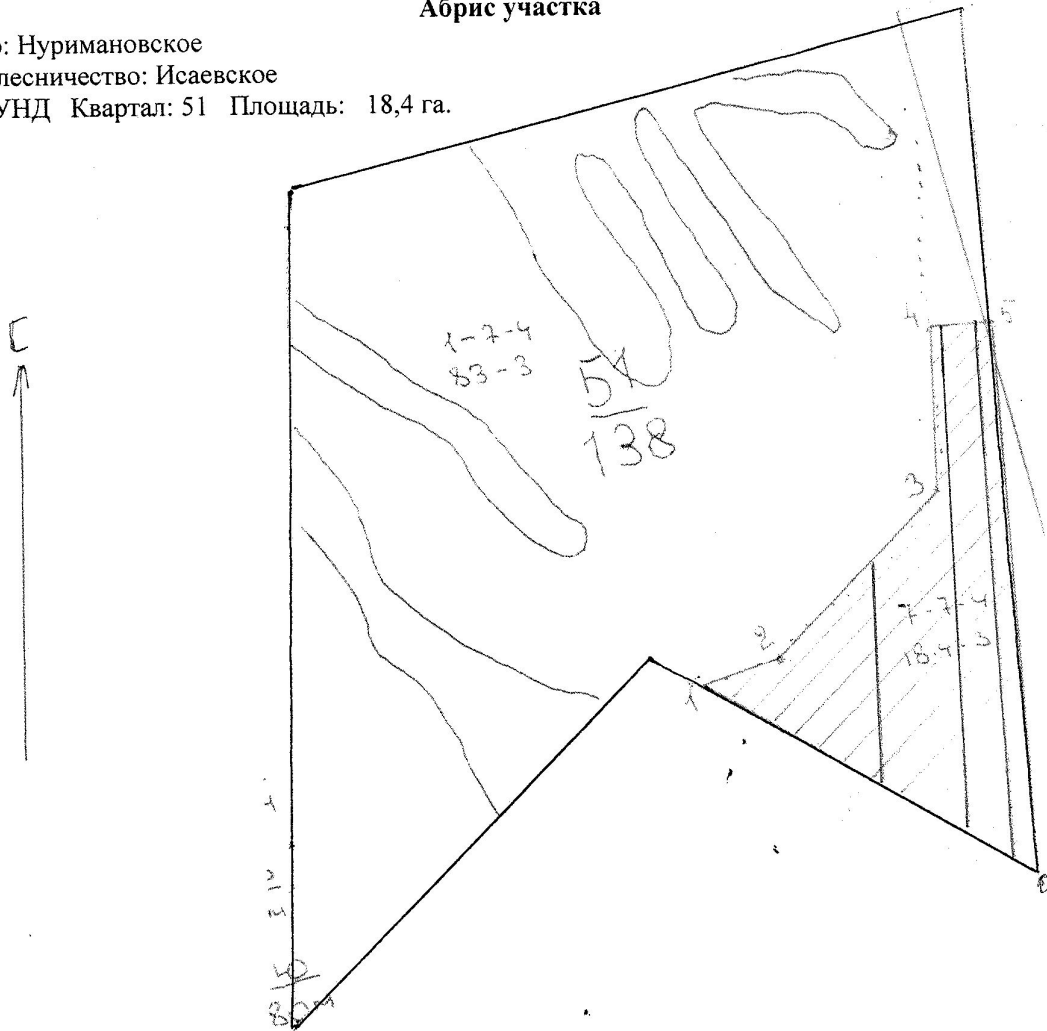 Абрис участка
о: Нуримановское
лесничество: Исаевское
УНД Квартал: 51 Площадь: 18,4 га.
С
4 5
1-7-4
83-3
51
138
3
7-7-4
18.4-3
2
1